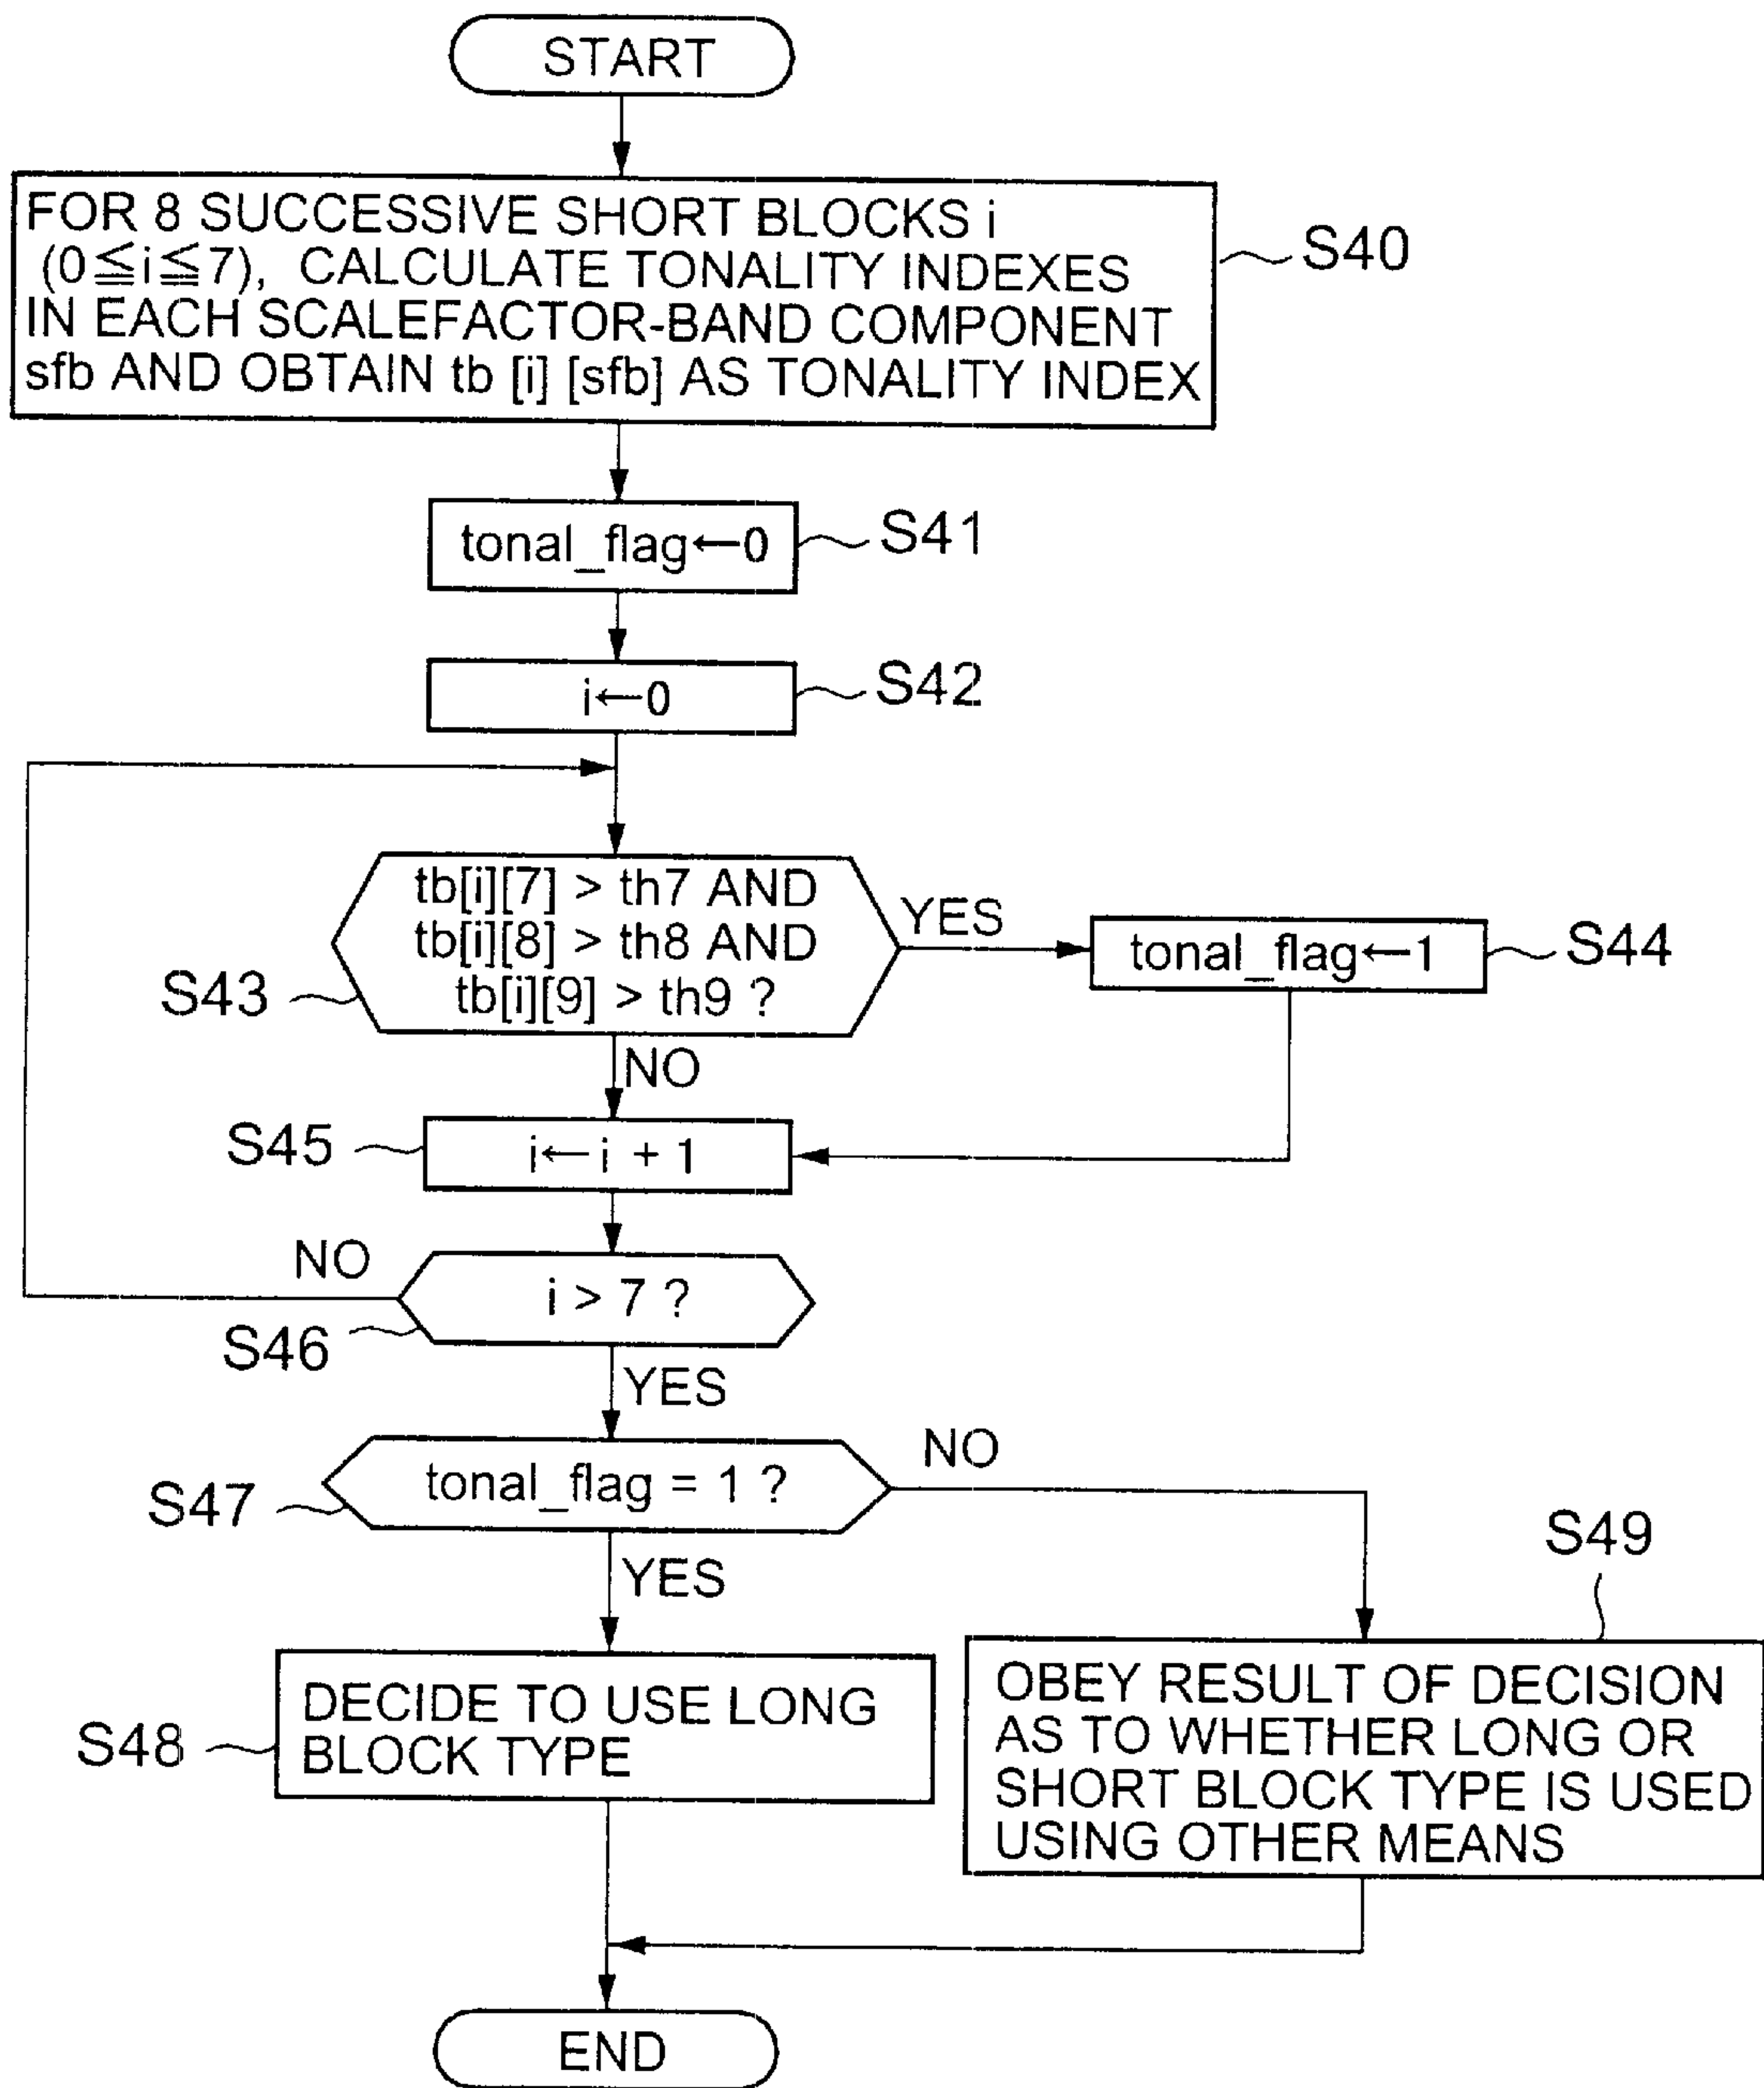 START
FOR 8 SUCCESSIVE SHORT BLOCKS i
(0≦i≦7), CALCULATE TONALITY INDEXES
IN EACH SCALEFACTOR-BAND COMPONENT
sfb AND OBTAIN tb [i] [sfb] AS TONALITY INDEX
S40
tonal_flag←0
S41
i←0
S42
tb[i][7] > th7 AND
tb[i][8] > th8 AND
tb[i][9] > th9 ?
S43
YES
tonal_flag←1
S44
NO
S45
i←i + 1
NO
i > 7 ?
S46
YES
tonal_flag = 1 ?
S47
NO
YES
S49
DECIDE TO USE LONG
BLOCK TYPE
S48
OBEY RESULT OF DECISION
AS TO WHETHER LONG OR
SHORT BLOCK TYPE IS USED
USING OTHER MEANS
END